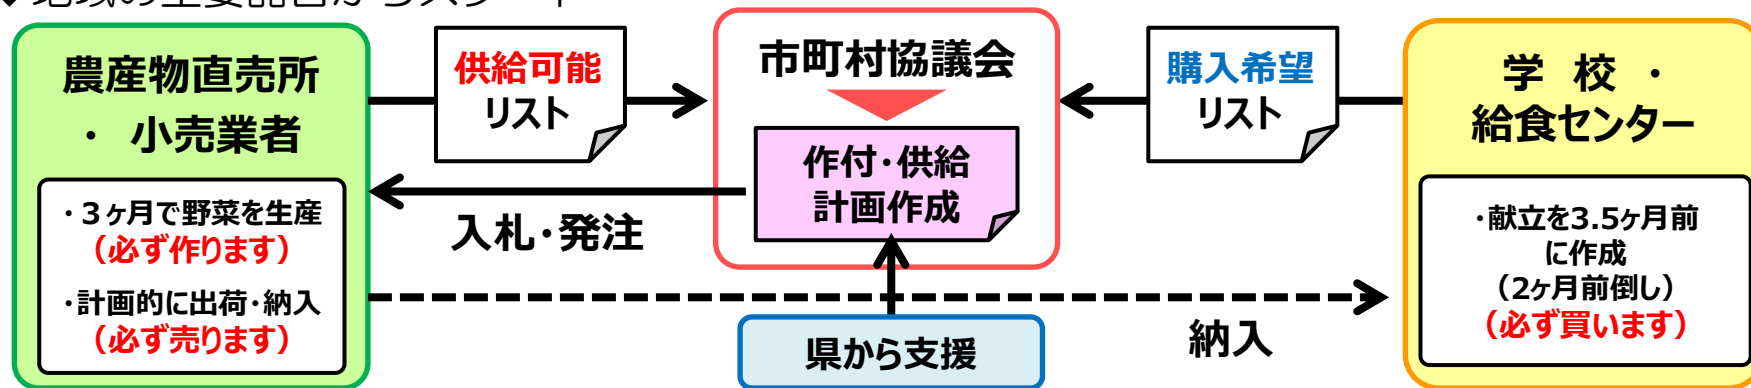 農産物直売所
・ 小売業者
・３ヶ月で野菜を生産
（必ず作ります）
・計画的に出荷・納入
（必ず売ります）
供給可能
リスト
市町村協議会
作付・供給
計画作成
入札・発注
県から支援
購入希望
リスト
納入
学 校 ・
給食センター
・献立を3.5ヶ月前
に作成
（2ヶ月前倒し）
（必ず買います）